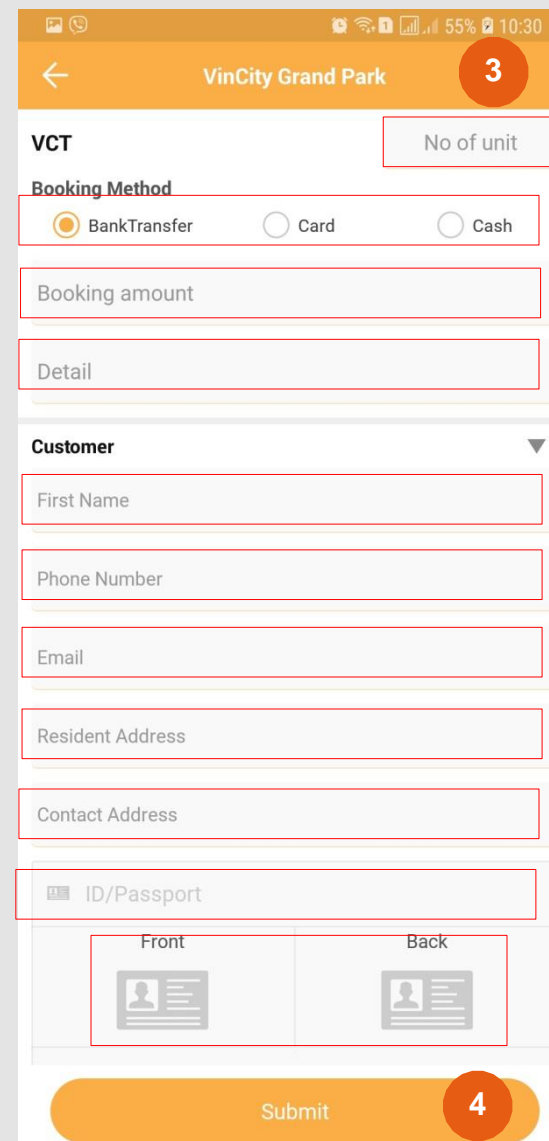 1 55% 10:30
VinCity Grand Park 3
VCT No of unit
Booking Method
BankTransfer Card Cash
Booking amount
Detail
Customer
First Name
Phone Number
Email
Resident Address
Contact Address
ID/Passport
Front Back
Submit 4